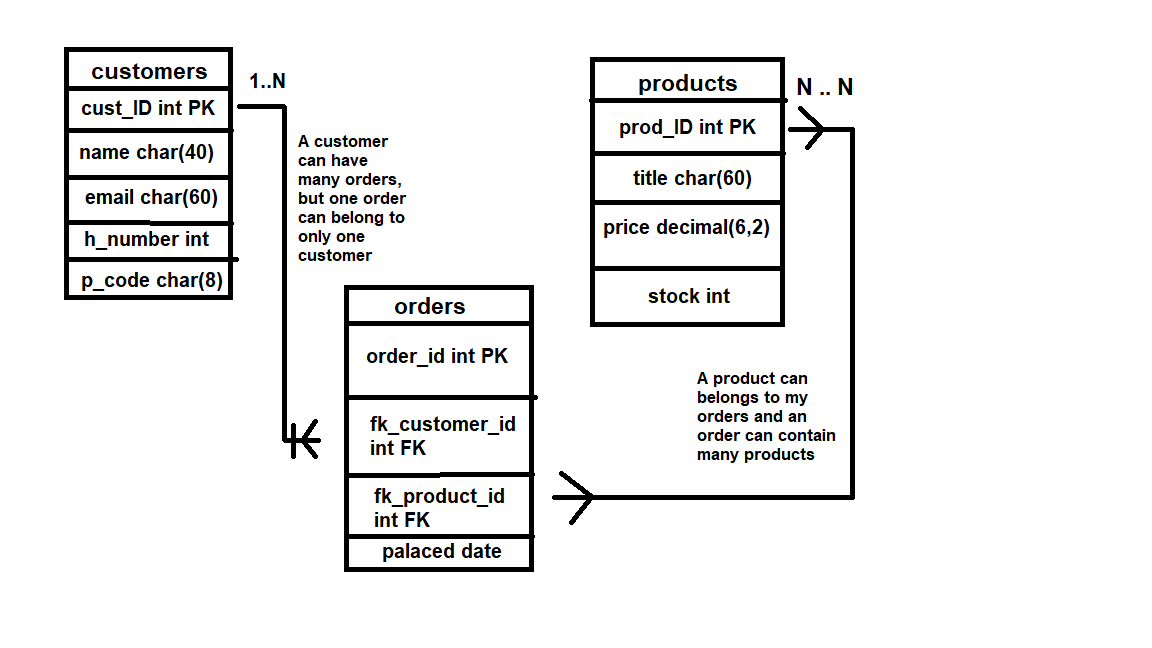 customers
cust_ID int PK
name char(40)
email char(60)
h_number int
p_code char(8)
1..N
A customer
can have
many orders,
but one order
can belong to
only one
customer
orders
order_id int PK
fk_customer_id
int FK
fk_product_id
int FK
palaced date
products
prod_ID int PK
title char(60)
price decimal(6,2)
stock int
N .. N
A product can
belongs to my
orders and an
order can contain
many products